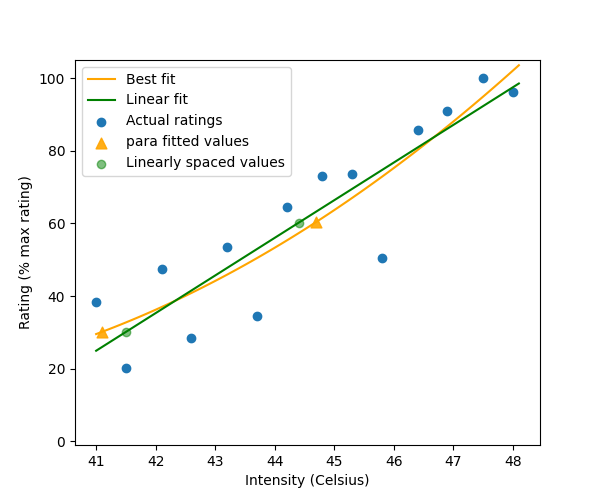 Best fit
Linear fit
Actual ratings
para fitted values
Linearly spaced values
100
80
60
40
20
0
Rating (% max rating)
41 42 43 44 45 46 47 48
Intensity (Celsius)